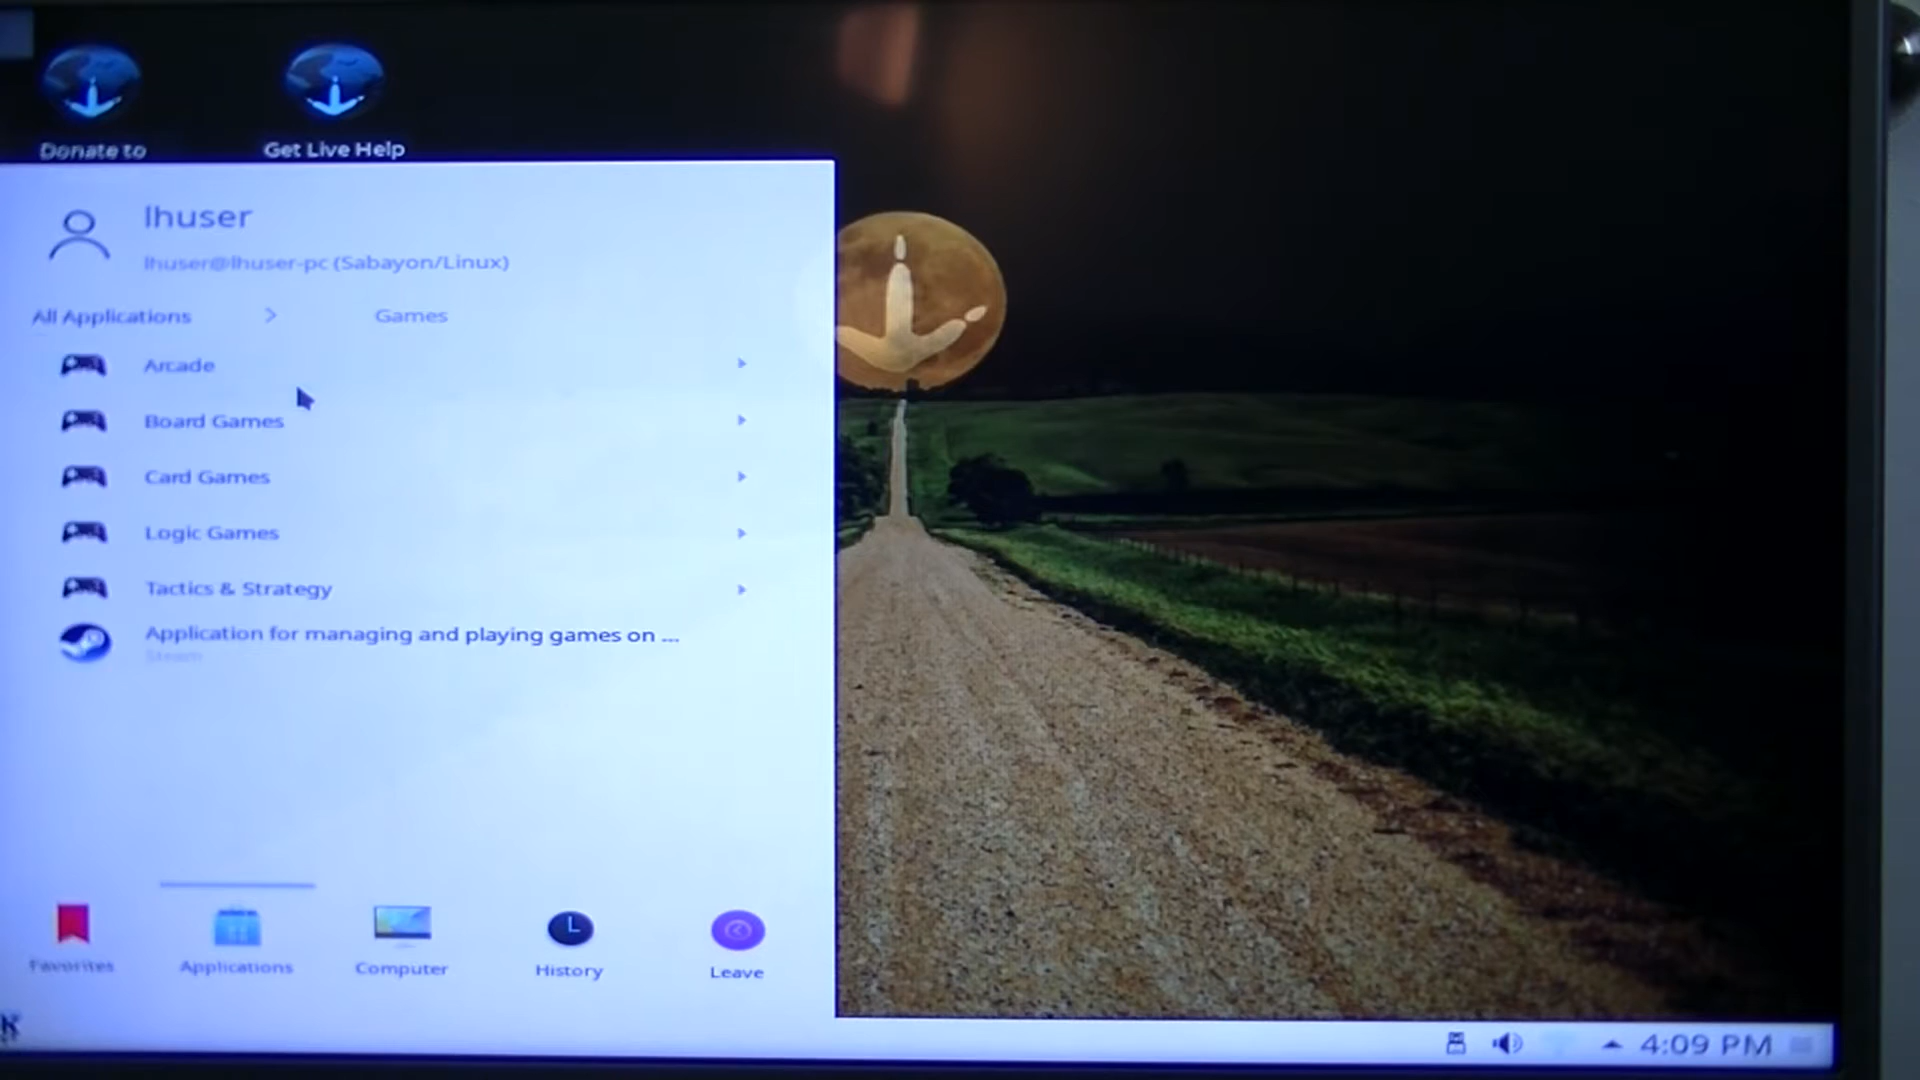 Donate to
Get Live Help
lhuser
lhuser@lhuser-pc (Sabayon/Linux)
All Applications > Games
Arcade
Board Games
Card Games
Logic Games
Tactics & Strategy
Application for managing and playing games on ...
Steam
Favorites
Applications
Computer
History
Leave
4:09 PM